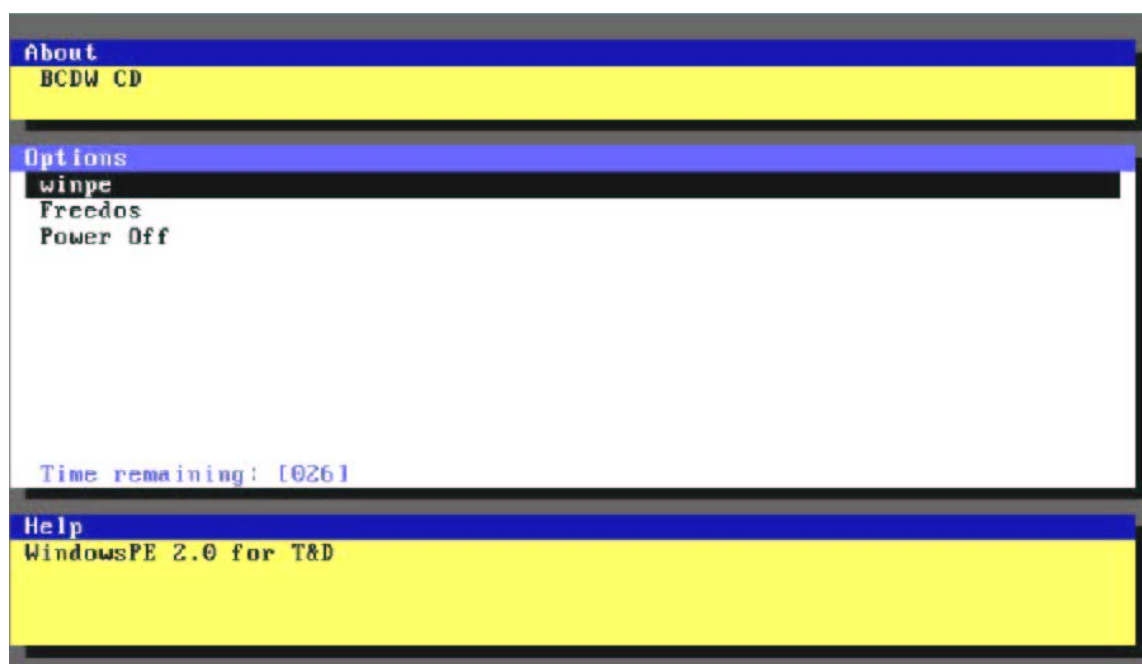 About
BCDW CD
Options
winpe
Freedos
Power Off
Time remaining: [026]
Help
WindowsPE 2.0 for T&D